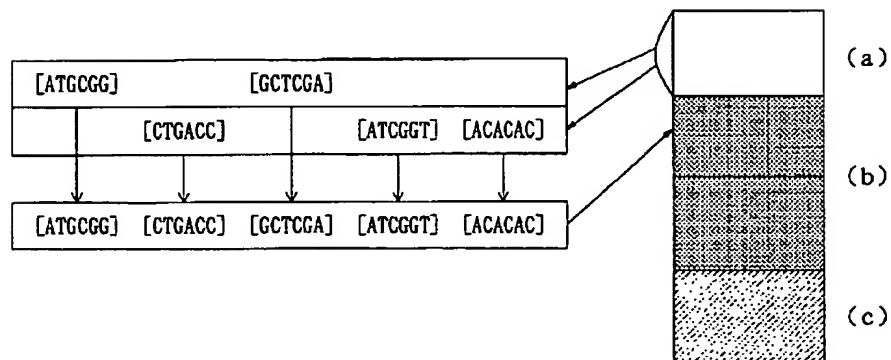 (a)
[ATGCGG] [GCTCGA]
[CTGACC] [ATCGGT] [ACACAC]
(b)
[ATGCGG] [CTGACC] [GCTCGA] [ATCGGT] [ACACAC]
(c)